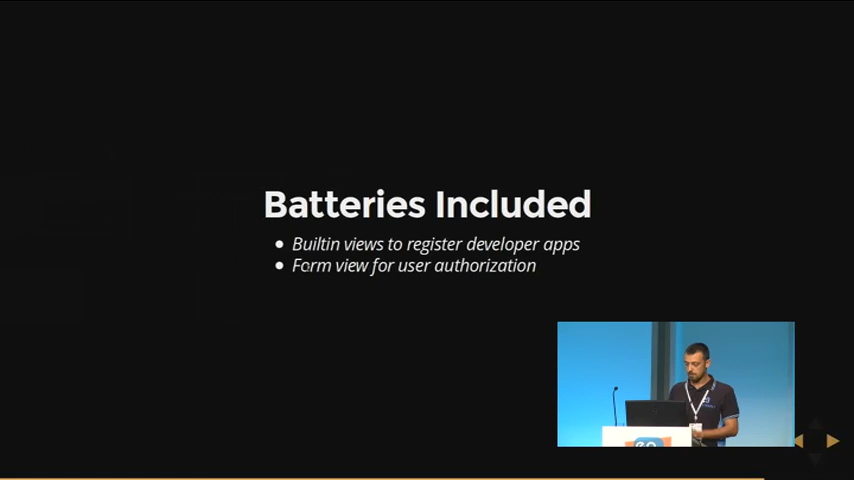 Batteries Included
Builtin views to register developer apps
Form view for user authorization